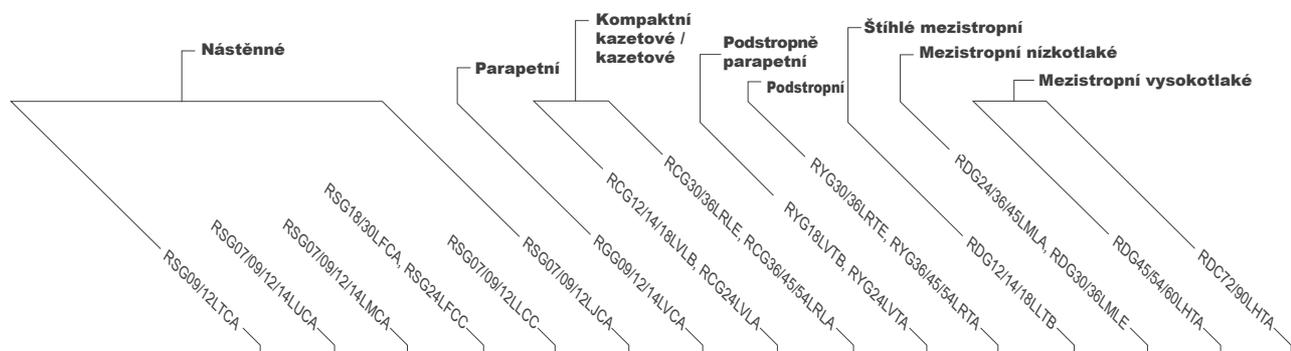 Nástěnné
Parapetní
Kompaktní
kazetové /
kazetové
Podstropně
parapetní
Podstropní
Štíhlé mezistropní
Mezistropní nízkotlaké
Mezistropní vysokotlaké
RSG09/12LTCA
RSG07/09/12/14LUCA
RSG07/09/12/14LMCA
RSG18/30LFCA, RSG24LFCC
RSG07/09/12LLCC
RSG07/09/12LJCA
RGG09/12/14LVCA
RCG12/14/18LVLB, RCG24LVLA
RCG30/36LRLE, RCG36/45/54LRLA
RYG18LVTB, RYG24LVTA
RYG30/36LRTE, RYG36/45/54LRTA
RDG12/14/18LLTB
RDG24/36/45LMLA, RDG30/36LMLE
RDG45/54/60LHTA
RDC72/90LHTA